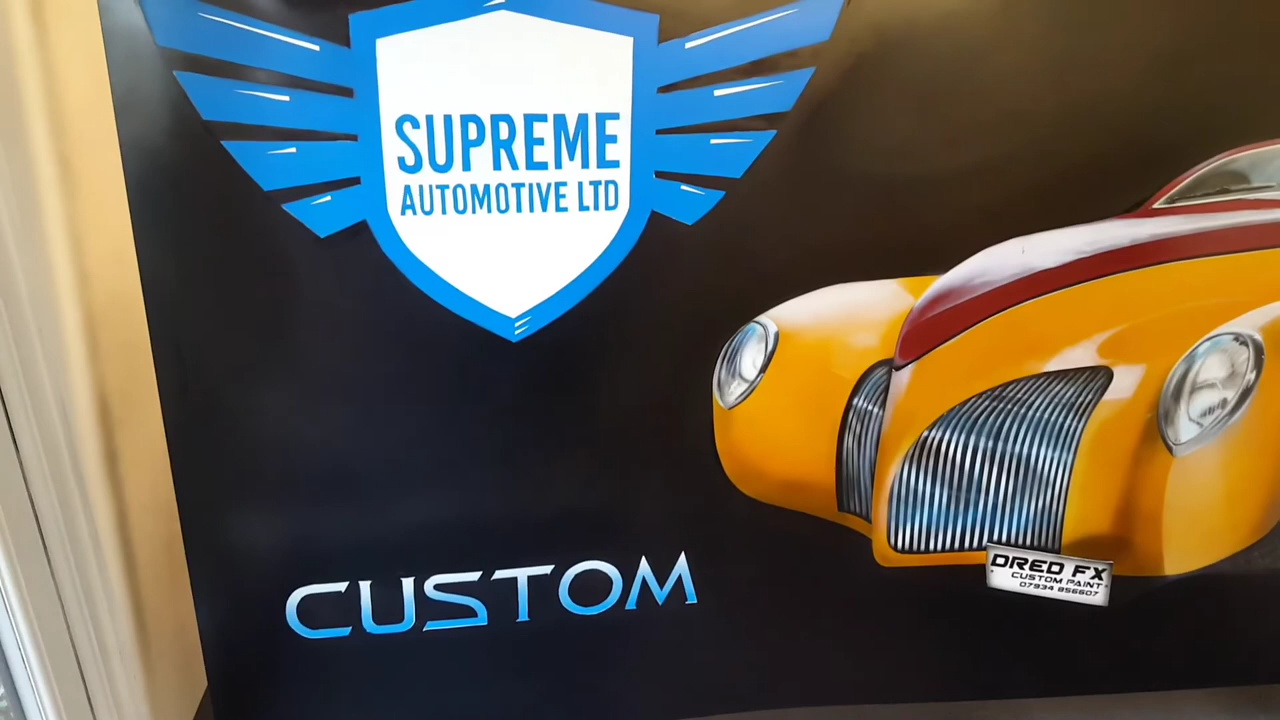 SUPREME
AUTOMOTIVE LTD
CUSTOM
DRED FX
CUSTOM PAINT
07934 856607